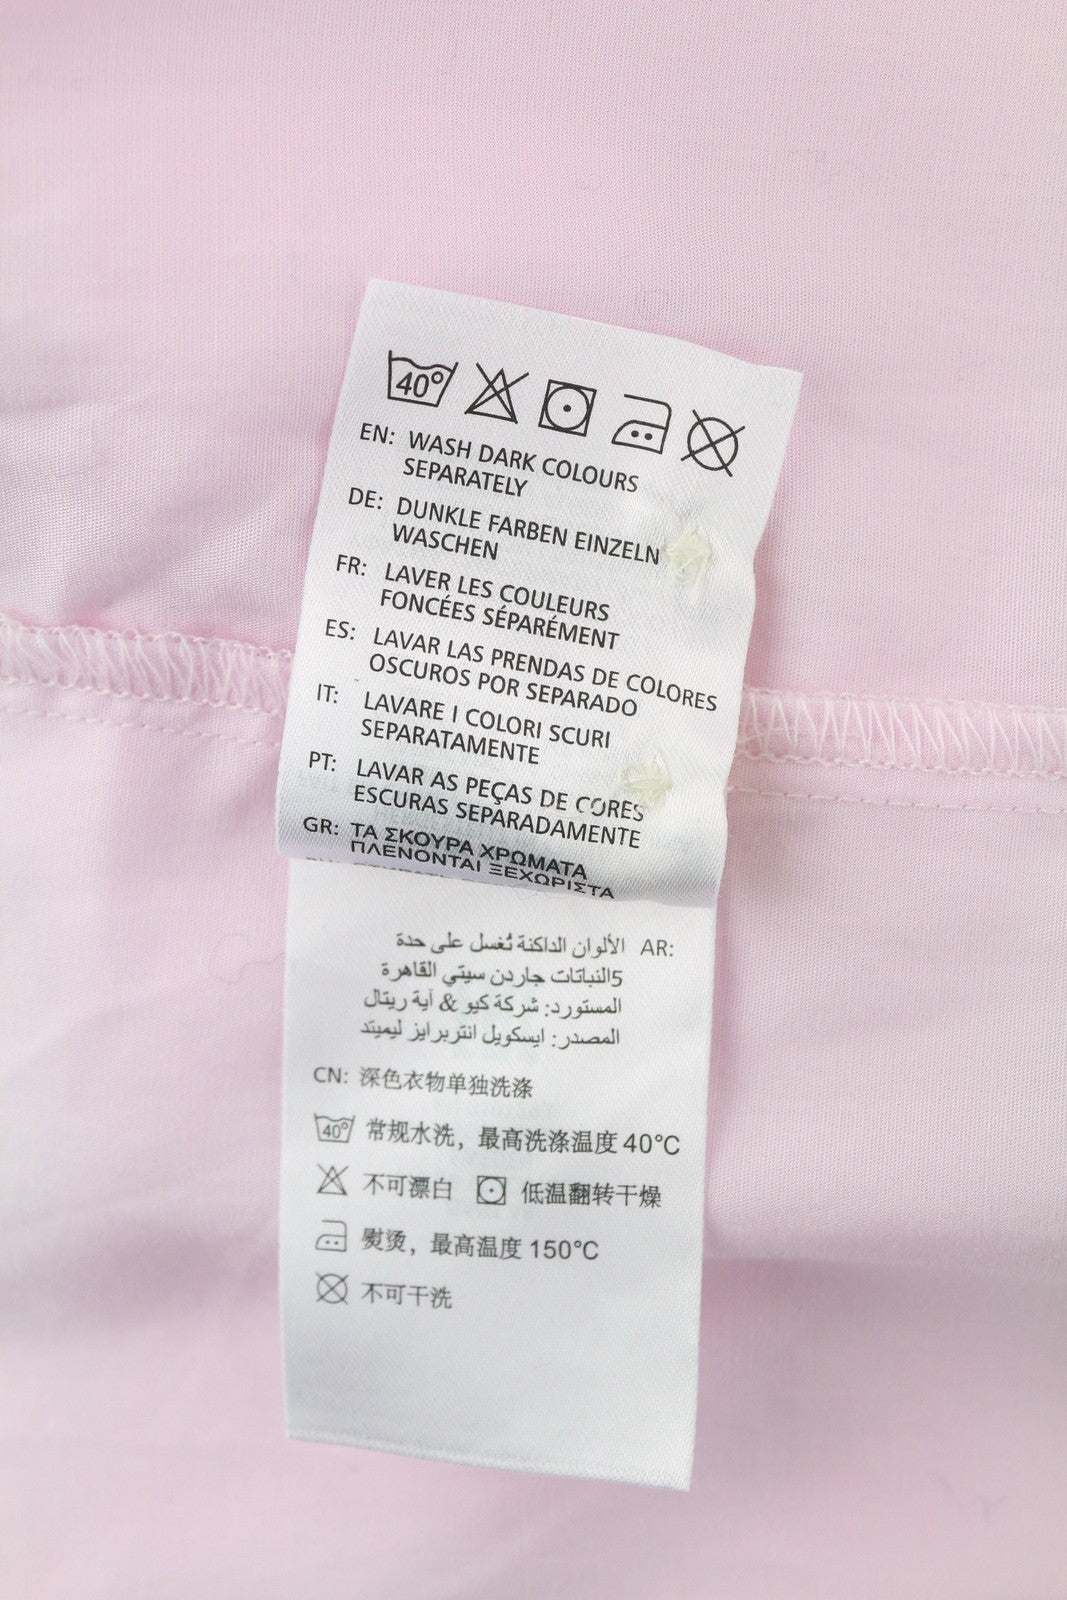 40°
EN: WASH DARK COLOURS
SEPARATELY
DE: DUNKLE FARBEN EINZELN
WASCHEN
FR: LAVER LES COULEURS
FONCÉES SÉPARÉMENT
ES: LAVAR LAS PRENDAS DE COLORES
OSCUROS POR SEPARADO
IT: LAVARE I COLORI SCURI
SEPARATAMENTE
PT: LAVAR AS PEÇAS DE CORES
ESCURAS SEPARADAMENTE
GR: ΤΑ ΣΚΟΥΡΑ ΧΡΩΜΑΤΑ
ΠΛΕΝΟΝΤΑΙ ΞΕΧΩΡΙΣΤΑ
AR: الألوان الداكنة تُغسل على حدة
5النباتات جاردن سيتي القاهرة
المستورد: شركة كيو & آية ريتال
المصدر: ايسكويل انتربرايز ليميتد
CN: 深色衣物单独洗涤
40° 常规水洗，最高洗涤温度 40°C
不可漂白 低温翻转干燥
熨烫，最高温度 150°C
不可干洗